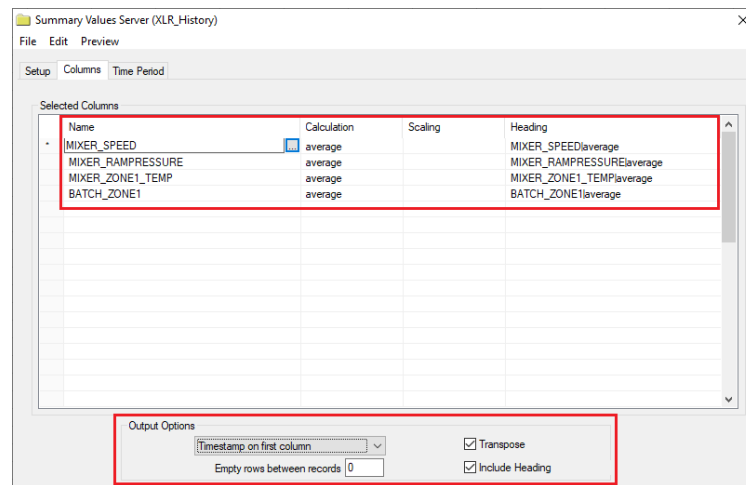 Summary Values Server (XLR_History)
File Edit Preview
Setup Columns Time Period
Selected Columns
Name Calculation Scaling Heading
* MIXER_SPEED ... average MIXER_SPEED|average
MIXER_RAMPRESSURE average MIXER_RAMPRESSURE|average
MIXER_ZONE1_TEMP average MIXER_ZONE1_TEMP|average
BATCH_ZONE1 average BATCH_ZONE1|average
Output Options
Timestamp on first column Transpose
Empty rows between records 0 Include Heading